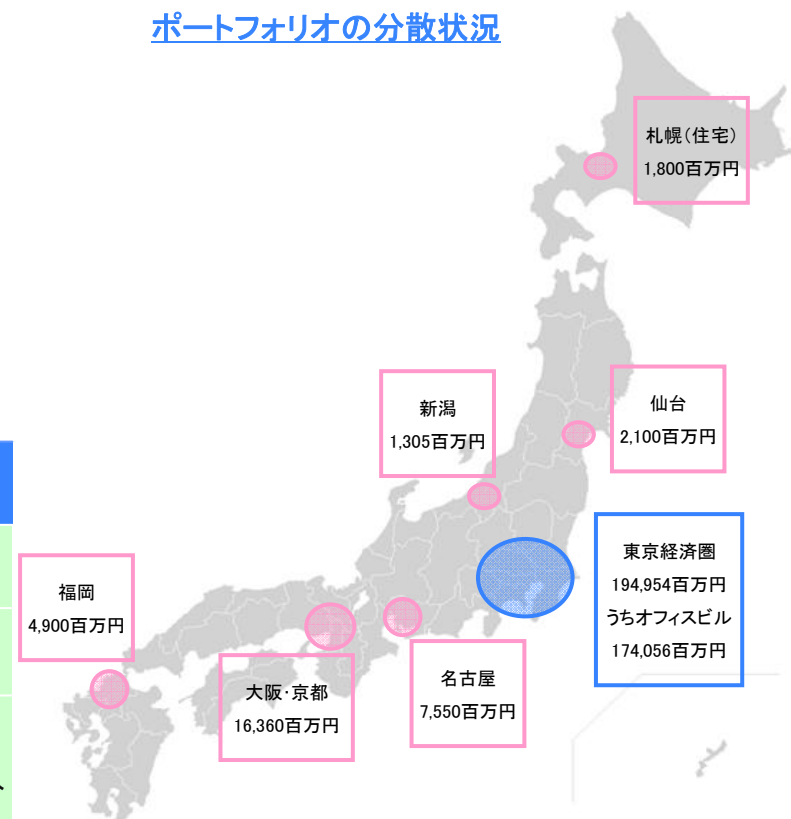 ポートフォリオの分散状況
札幌(住宅)
1,800百万円
新潟
1,305百万円
仙台
2,100百万円
東京経済圏
194,954百万円
うちオフィスビル
174,056百万円
福岡
4,900百万円
大阪・京都
16,360百万円
名古屋
7,550百万円